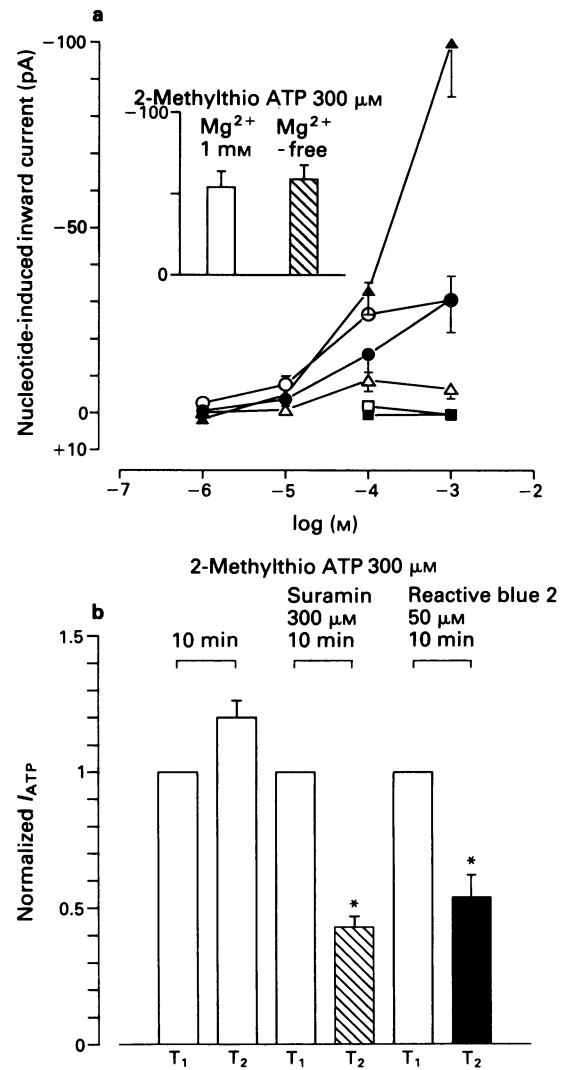 a
Nucleotide-induced inward current (pA)
−100
−50
0
+10
2-Methylthio ATP 300 μM
−100
0
Mg²⁺ Mg²⁺
1 mM -free
−7 −6 −5 −4 −3 −2
log (M)
2-Methylthio ATP 300 μM
b
Suramin Reactive blue 2
300 μM 50 μM
10 min 10 min 10 min
Normalized I_ATP
1.5
1
0.5
0
* *
T₁ T₂ T₁ T₂ T₁ T₂